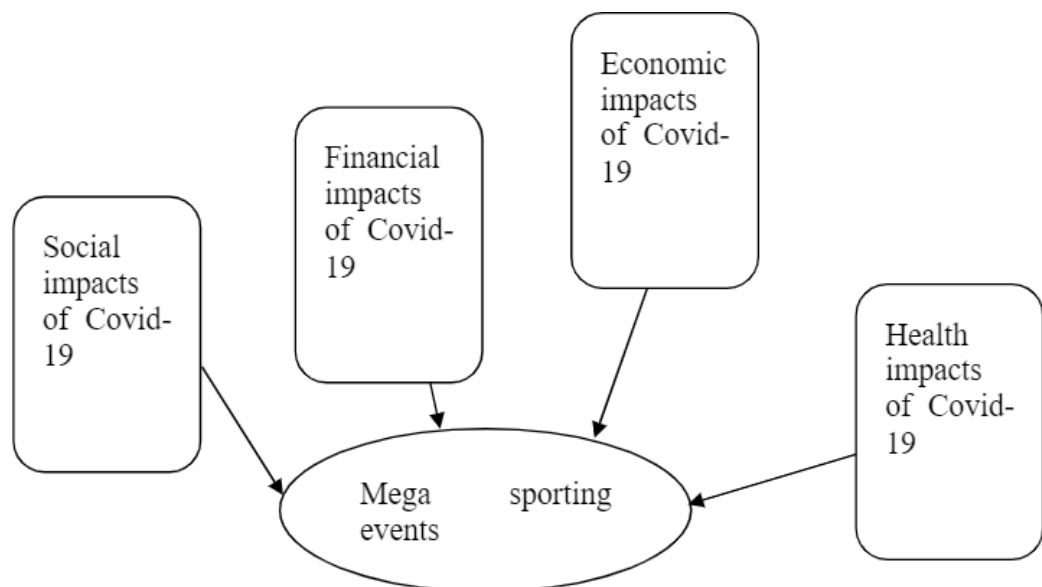 Economic
impacts
of Covid-
19
Financial
impacts
of Covid-
19
Social
impacts
of Covid-
19
Health
impacts
of Covid-
19
Mega sporting
events